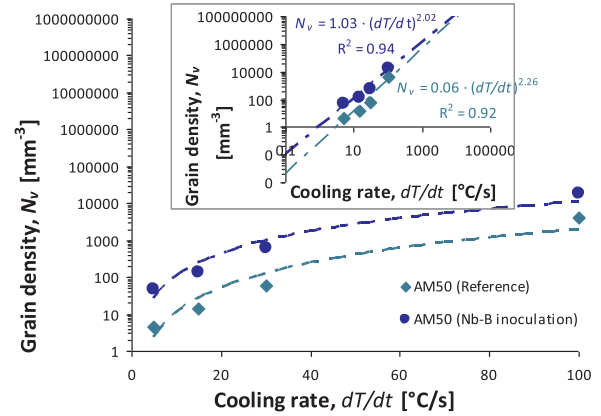 1000000000
100000000
10000000
1000000
100000
10000
1000
100
10
1
0
20
40
60
80
100
Grain density, Nv [mm-3]
Cooling rate, dT/dt [°C/s]
AM50 (Reference)
AM50 (Nb-B inoculation)
Nv = 1.03 · (dT/dt)2.02
R2 = 0.94
Nv = 0.06 · (dT/dt)2.26
R2 = 0.92
100000000
1000000
10000
100
1
0
0
10
1000
100000
Grain density, Nv
[mm-3]
Cooling rate, dT/dt [°C/s]